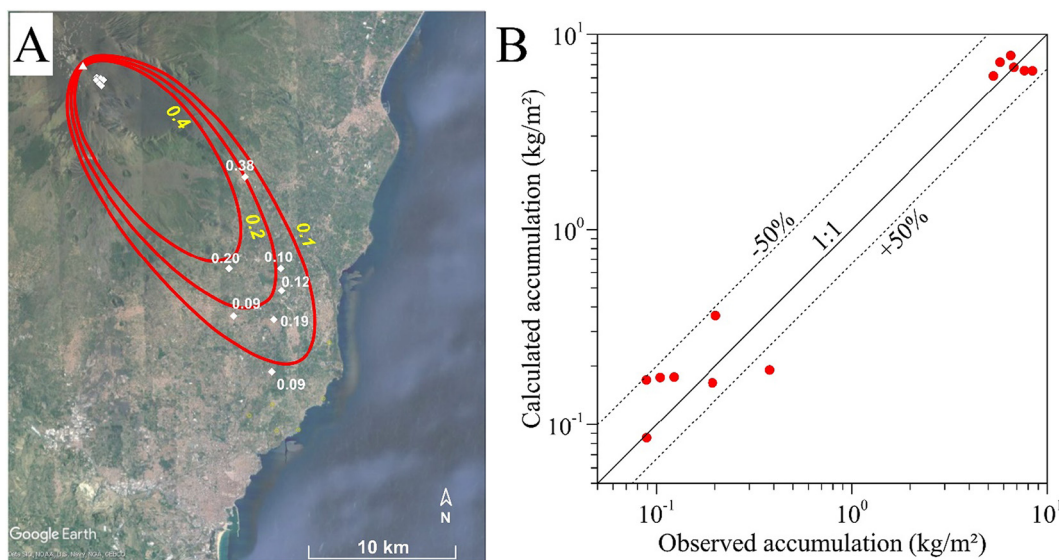 A
0.4
0.38
0.2
0.1
0.20
0.10
0.12
0.09
0.19
0.09
N
Google Earth
10 km
B
Calculated accumulation (kg/m²)
10¹
10⁰
10⁻¹
-50%
1:1
+50%
10⁻¹
10⁰
10¹
Observed accumulation (kg/m²)